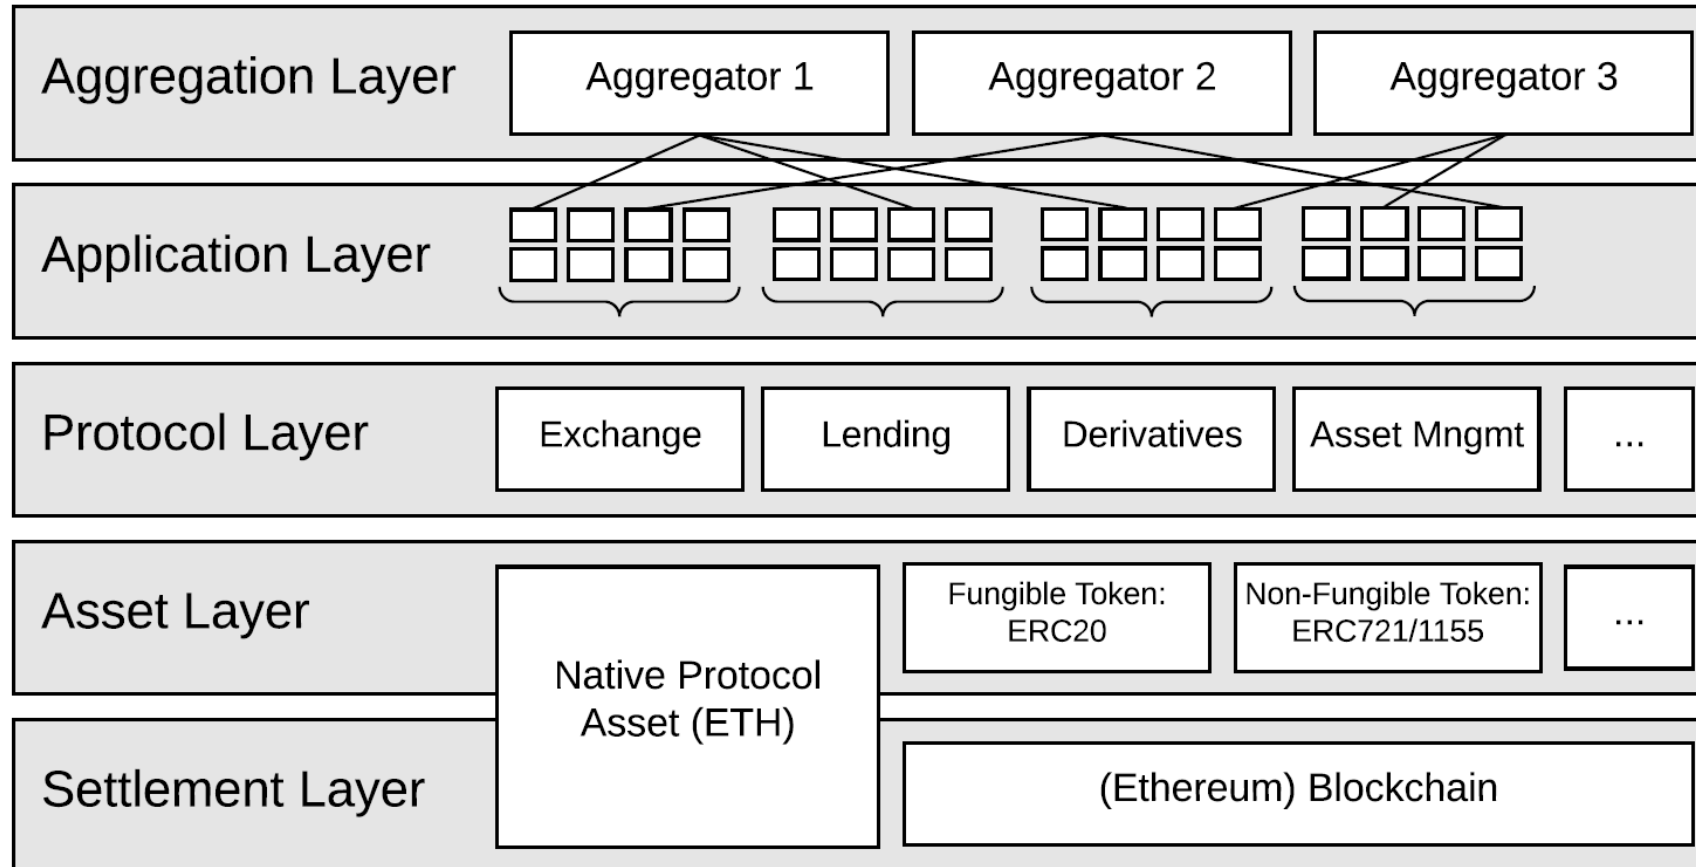 Aggregation Layer
Aggregator 1
Aggregator 2
Aggregator 3
Application Layer
Protocol Layer
Exchange
Lending
Derivatives
Asset Mngmt
...
Asset Layer
Native Protocol
Asset (ETH)
Fungible Token:
ERC20
Non-Fungible Token:
ERC721/1155
...
Settlement Layer
(Ethereum) Blockchain